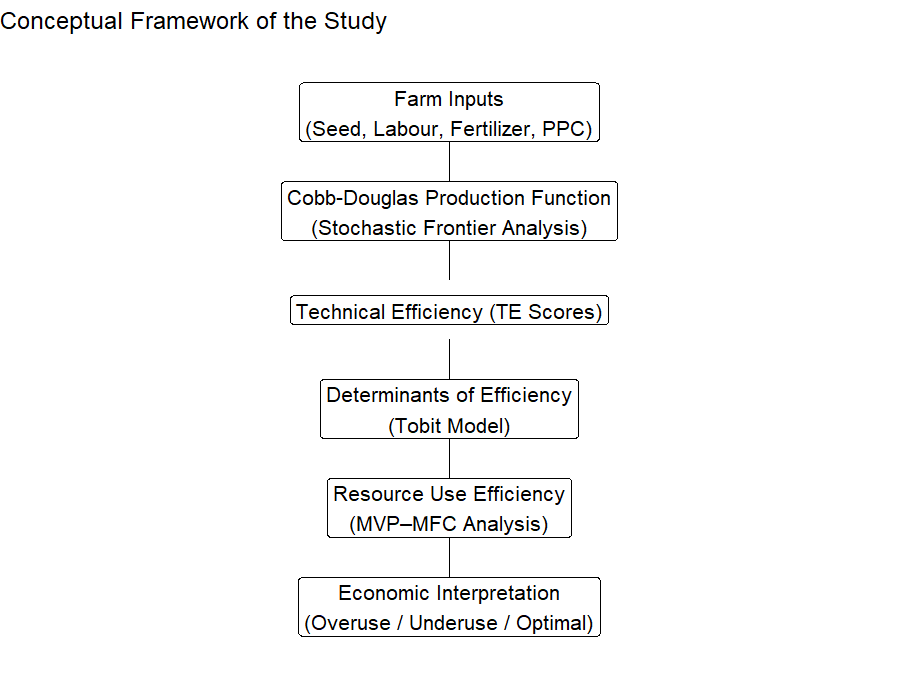 Conceptual Framework of the Study
Farm Inputs
(Seed, Labour, Fertilizer, PPC)
Cobb-Douglas Production Function
(Stochastic Frontier Analysis)
Technical Efficiency (TE Scores)
Determinants of Efficiency
(Tobit Model)
Resource Use Efficiency
(MVP–MFC Analysis)
Economic Interpretation
(Overuse / Underuse / Optimal)